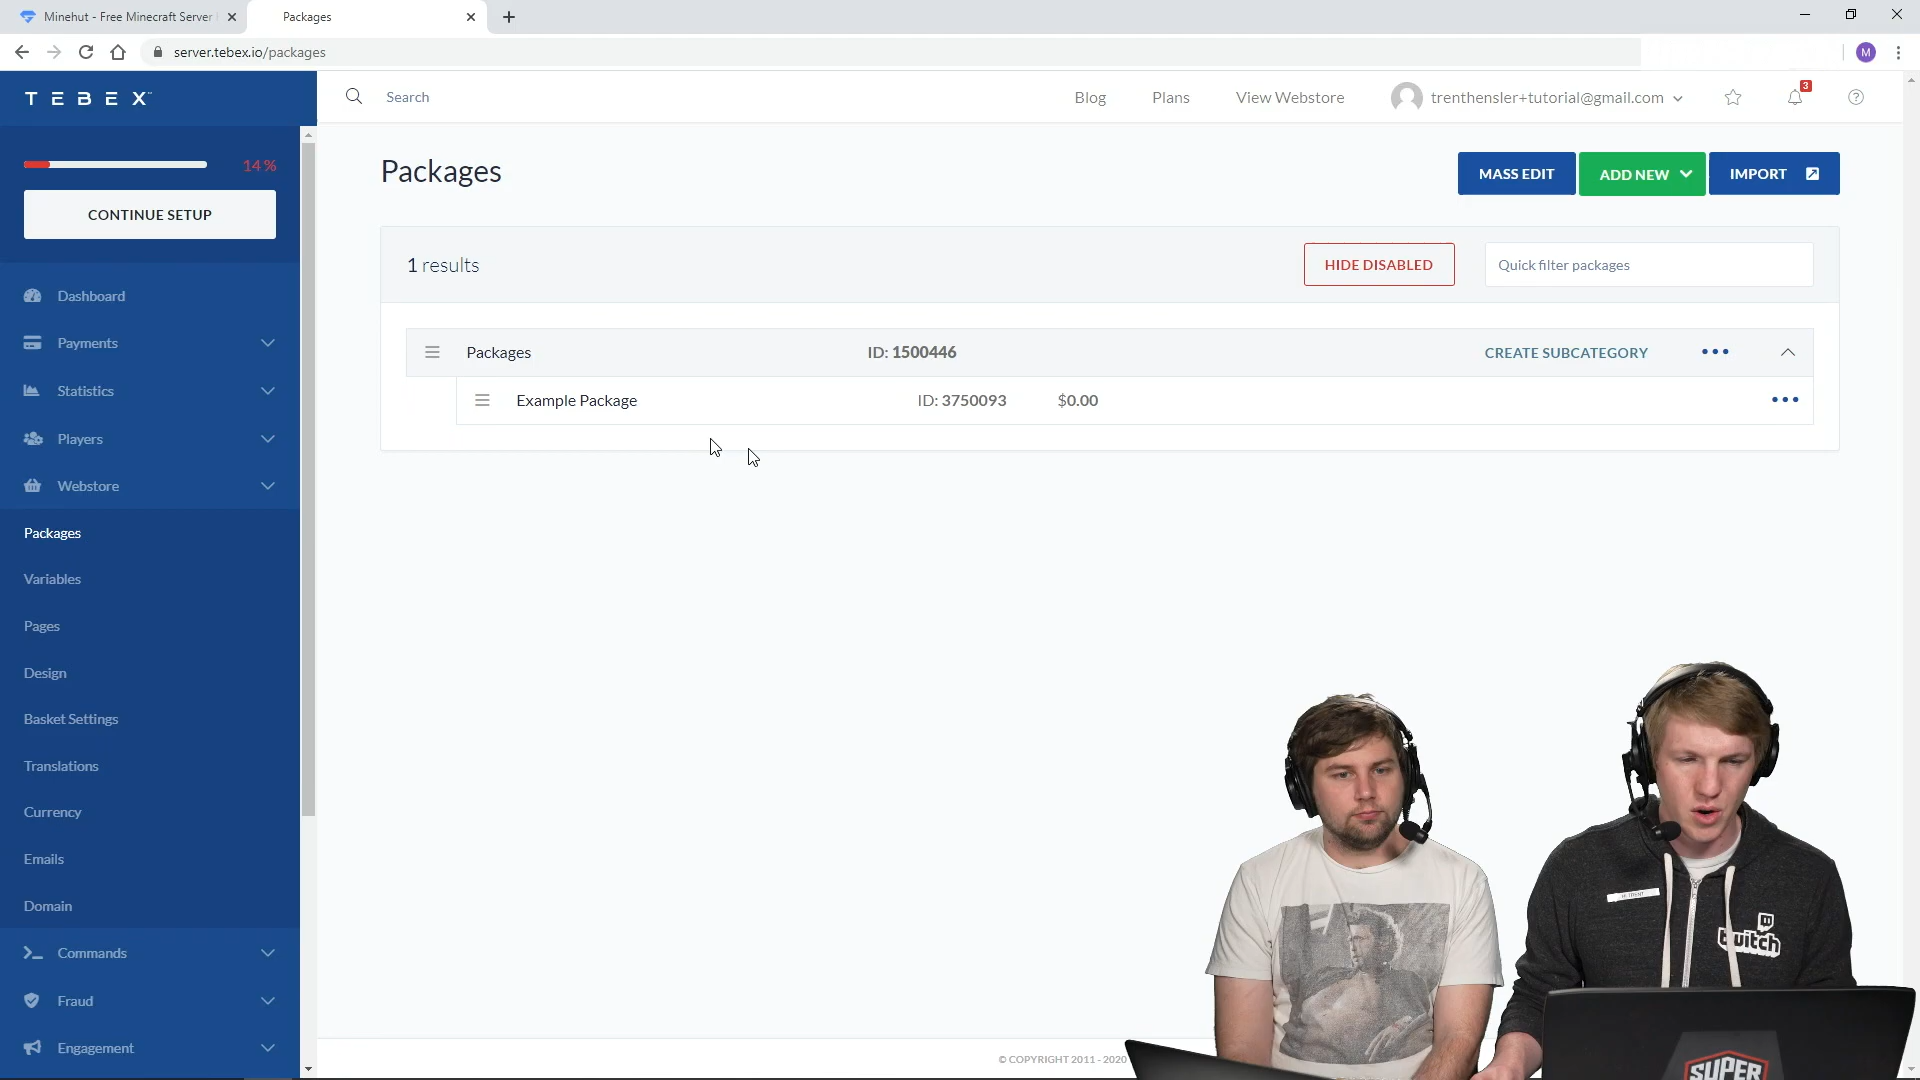 Minehut - Free Minecraft Server
Packages
server.tebex.io/packages
M
TEBEX
Search
Blog
Plans
View Webstore
trenthensler+tutorial@gmail.com
3
14%
CONTINUE SETUP
Dashboard
Payments
Statistics
Players
Webstore
Packages
Variables
Pages
Design
Basket Settings
Translations
Currency
Emails
Domain
Commands
Fraud
Engagement
Packages
MASS EDIT
ADD NEW
IMPORT
1 results
HIDE DISABLED
Quick filter packages
Packages
ID: 1500446
CREATE SUBCATEGORY
Example Package
ID: 3750093
$0.00
twitch
SUPER
© COPYRIGHT 2011 - 2020